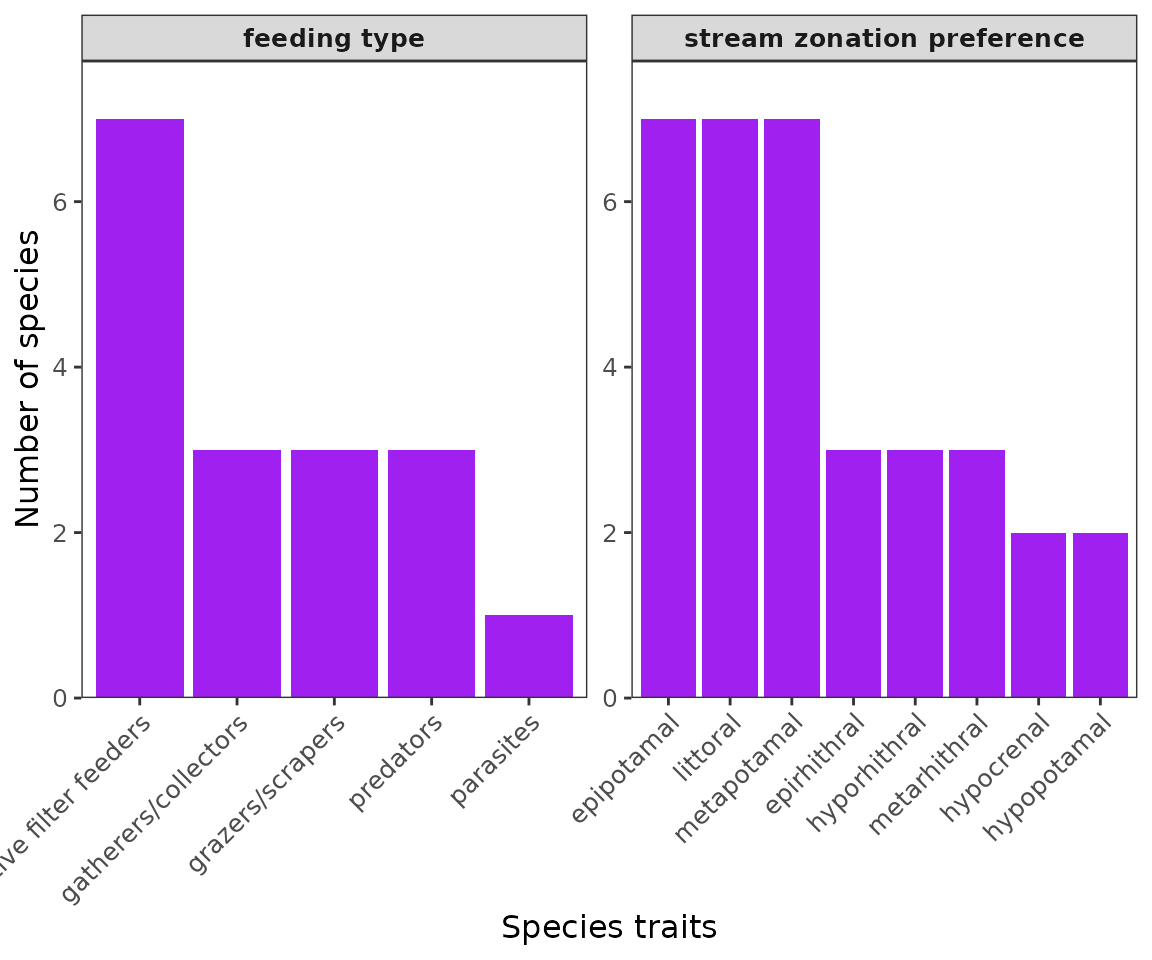 feeding type
stream zonation preference
Number of species
6
4
2
0
6
4
2
0
filter feeders
gatherers/collectors
grazers/scrapers
predators
parasites
epipotamal
littoral
metapotamal
epirhithral
hyporhithral
metarhithral
hypocrenal
hypopotamal
Species traits